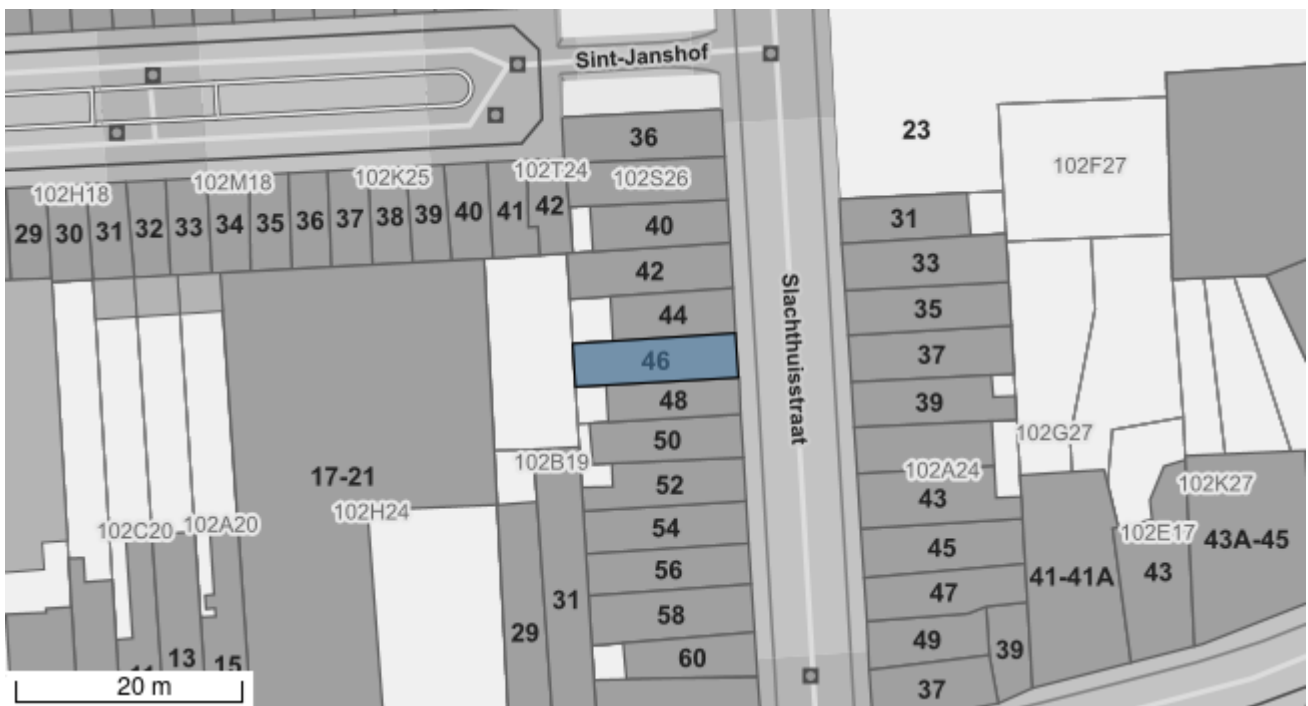 Sint-Janshof
36
23
102F27
102H18
102M18
102K25
102T24
102S26
29
30
31
32
33
34
35
36
37
38
39
40
41
42
40
31
42
33
44
35
Slachthuisstraat
46
37
48
39
50
102G27
102B19
102A24
17-21
52
43
102K27
102H24
102C20
102A20
54
45
102E17
43A-45
56
47
41-41A
43
31
58
29
49
39
13
60
11
15
37
20 m